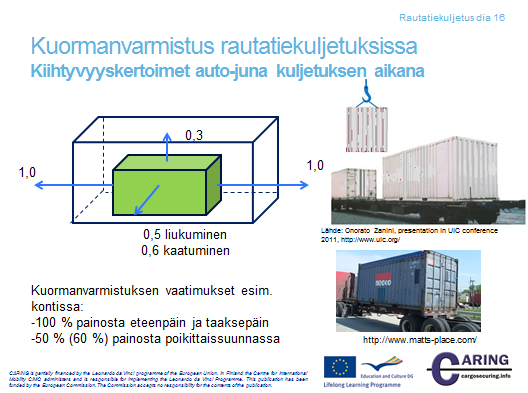 Rautatiekuljetus dia 16
Kuormanvarmistus rautatiekuljetuksissa
Kiihtyvyyskertoimet auto-juna kuljetuksen aikana
0,3
1,0
1,0
0,5 liukuminen
0,6 kaatuminen
Lähde: Onorato Zanini, presentation in UIC conference
2011, http://www.uic.org/
Kuormanvarmistuksen vaatimukset esim.
kontissa:
-100 % painosta eteenpäin ja taaksepäin
-50 % (60 %) painosta poikittaissuunnassa
http://www.matts-place.com/
CARING is partially financed by the Leonardo da Vinci programme of the European Union. In Finland the Centre for International
Mobility CIMO administers and is responsible for implementing the Leonardo da Vinci Programme. This publication has been
funded by the European Commission. The Commission accepts no responsibility for the contents of the publication.
Education and Culture DG
Lifelong Learning Programme
CARING
cargosecuring.info